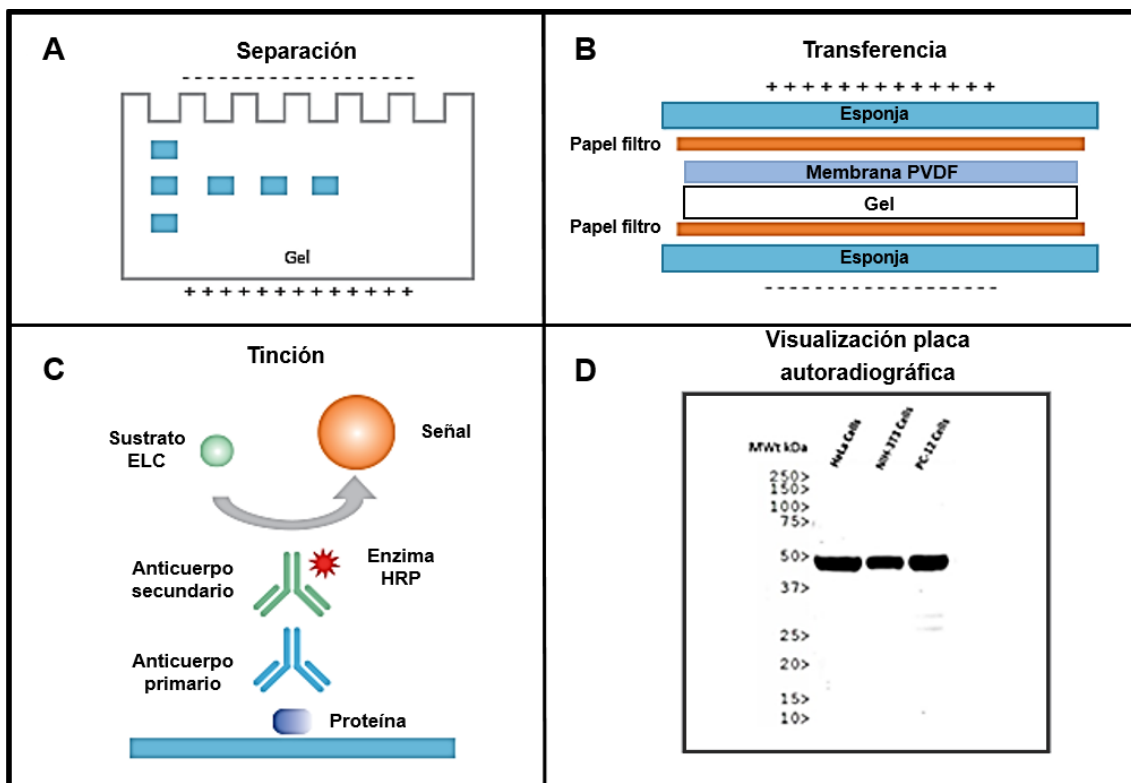 A
Separación
- - - - - - - - - - - - - - - - - - - -
Gel
+ + + + + + + + + + + + +
B
Transferencia
+ + + + + + + + + + + + +
Esponja
Papel filtro
Membrana PVDF
Gel
Papel filtro
Esponja
- - - - - - - - - - - - - - - - - - - -
C
Tinción
Sustrato
ELC
Señal
Enzima
HRP
Anticuerpo
secundario
Anticuerpo
primario
Proteína
D
Visualización placa
autoradiográfica
MWt kDa
HeLa Cells
NIH-3T3 Cells
PC-12 Cells
250>
150>
100>
75>
50>
37>
25>
20>
15>
10>